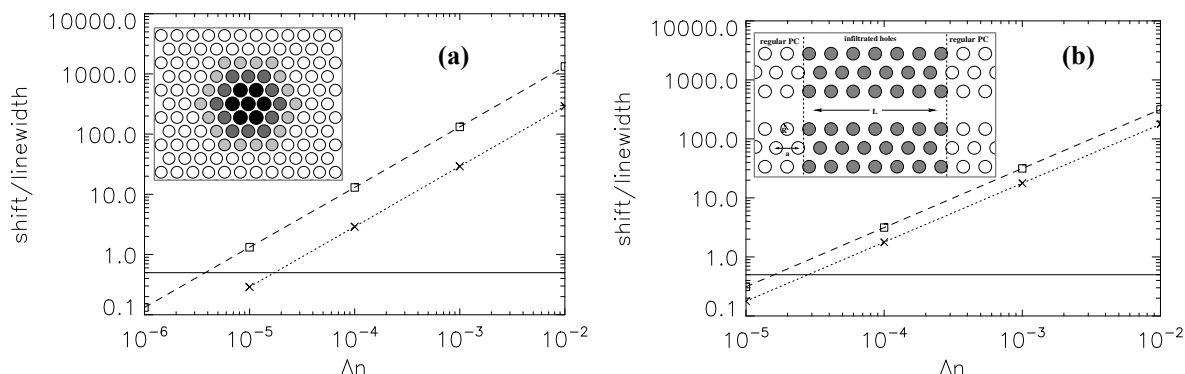 (a)
shift/linewidth
10000.0
1000.0
100.0
10.0
1.0
0.1
10⁻⁶
10⁻⁵
10⁻⁴
10⁻³
10⁻²
Λn
(b)
regular PC
infiltrated holes
regular PC
L
a
shift/linewidth
10000.0
1000.0
100.0
10.0
1.0
0.1
10⁻⁵
10⁻⁴
10⁻³
10⁻²
Λn